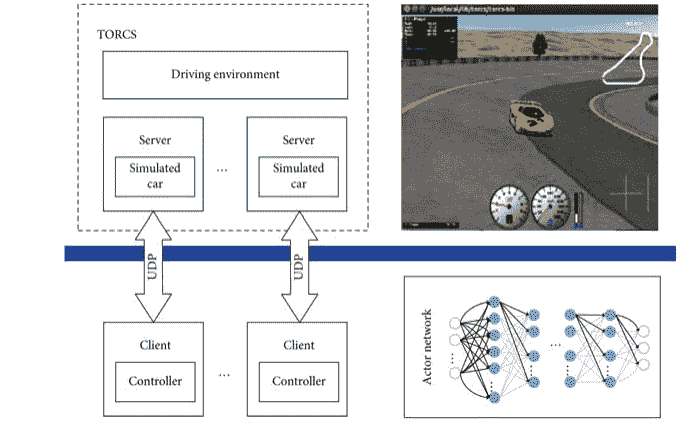 TORCS
Driving environment
Server
Simulated
car
...
Server
Simulated
car
UDP
UDP
Client
Controller
...
Client
Controller
Actor network